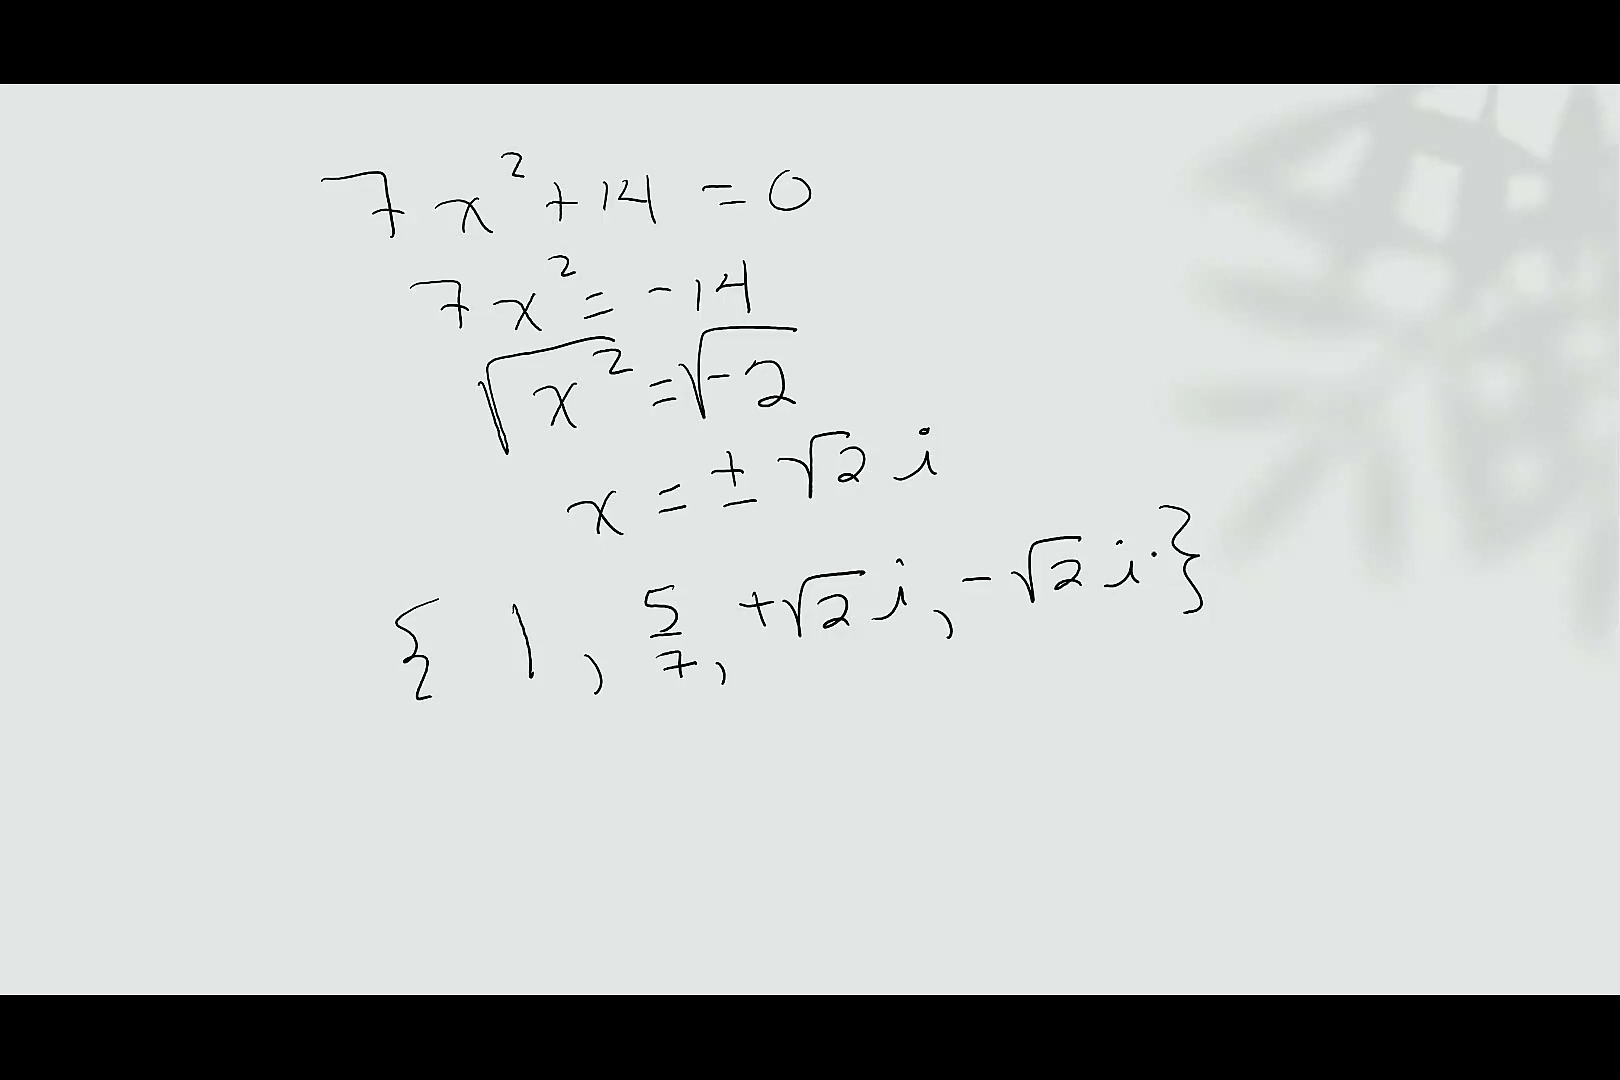 7x² + 14 = 0
7x² = -14
√x² = √-2
x = ± √2 i
{ 1, 5/7, +√2 i, -√2 i }